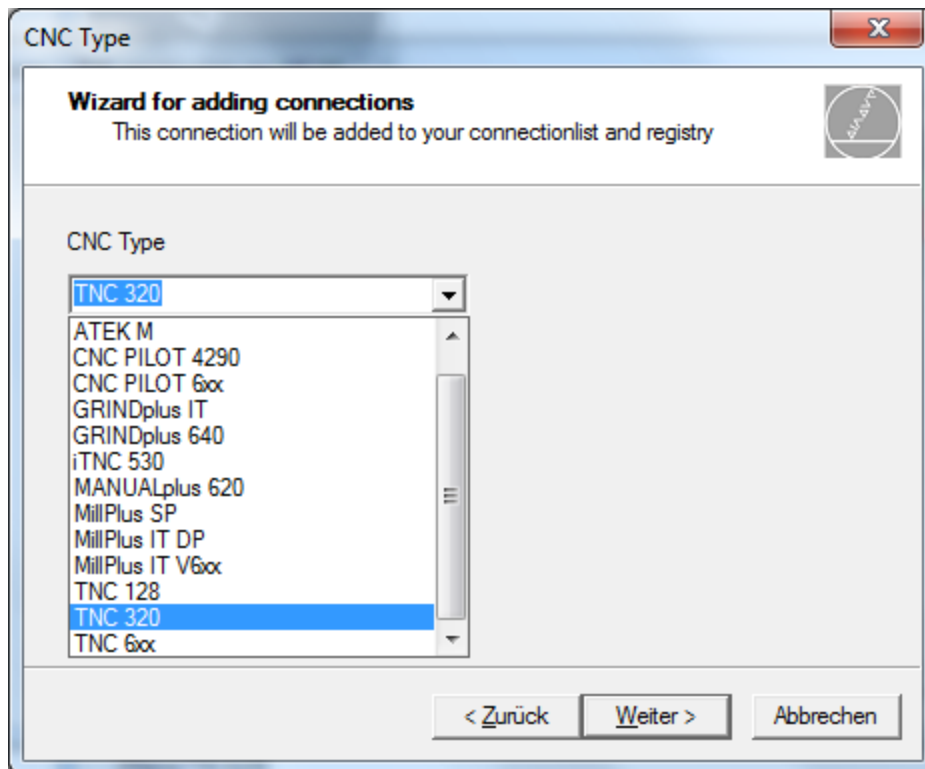 CNC Type
Wizard for adding connections
This connection will be added to your connectionlist and registry
CNC Type
TNC 320
ATEK M
CNC PILOT 4290
CNC PILOT 6xx
GRINDplus IT
GRINDplus 640
iTNC 530
MANUALplus 620
MillPlus SP
MillPlus IT DP
MillPlus IT V6xx
TNC 128
TNC 320
TNC 6xx
< Zurück
Weiter >
Abbrechen